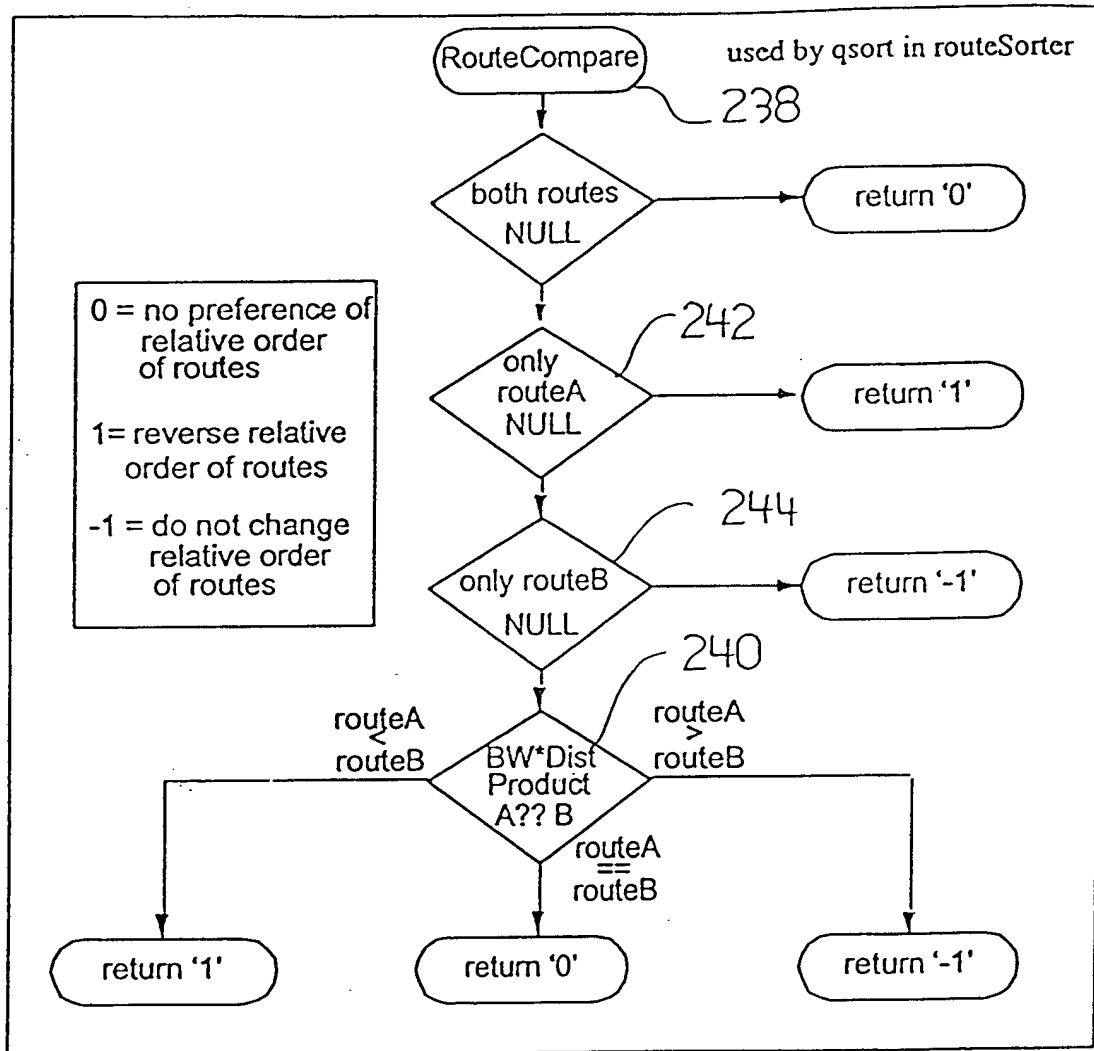 RouteCompare
used by qsort in routeSorter
238
both routes
NULL
return '0'
0 = no preference of
relative order
of routes
1= reverse relative
order of routes
-1 = do not change
relative order
of routes
242
only
routeA
NULL
return '1'
244
only routeB
NULL
return '-1'
240
routeA
<
routeB
BW*Dist
Product
A?? B
routeA
>
routeB
routeA
==
routeB
return '1'
return '0'
return '-1'